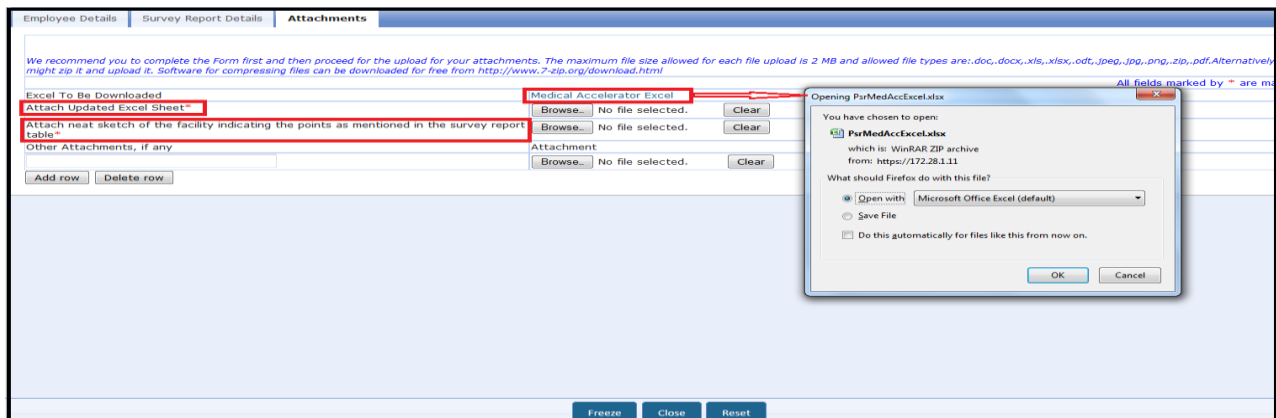 Employee Details Survey Report Details Attachments
We recommend you to complete the Form first and then proceed for the upload for your attachments. The maximum file size allowed for each file upload is 2 MB and allowed file types are:.doc,.docx,.xls,.xlsx,.odt,.jpeg,.jpg,.png,.zip,.pdf.Alternatively
might zip it and upload it. Software for compressing files can be downloaded for free from http://www.7-zip.org/download.html
All fields marked by * are ma
Excel To Be Downloaded Medical Accelerator Excel
Attach Updated Excel Sheet* Browse_ No file selected. Clear
Attach neat sketch of the facility indicating the points as mentioned in the survey report
table* Browse_ No file selected. Clear
Other Attachments, if any Attachment
Browse_ No file selected. Clear
Add row Delete row
Opening PsrMedAccExcel.xlsx
You have chosen to open:
PsrMedAccExcel.xlsx
which is: WinRAR ZIP archive
from: https://172.28.1.11
What should Firefox do with this file?
Open with Microsoft Office Excel (default)
Save File
Do this automatically for files like this from now on.
OK Cancel
Freeze Close Reset